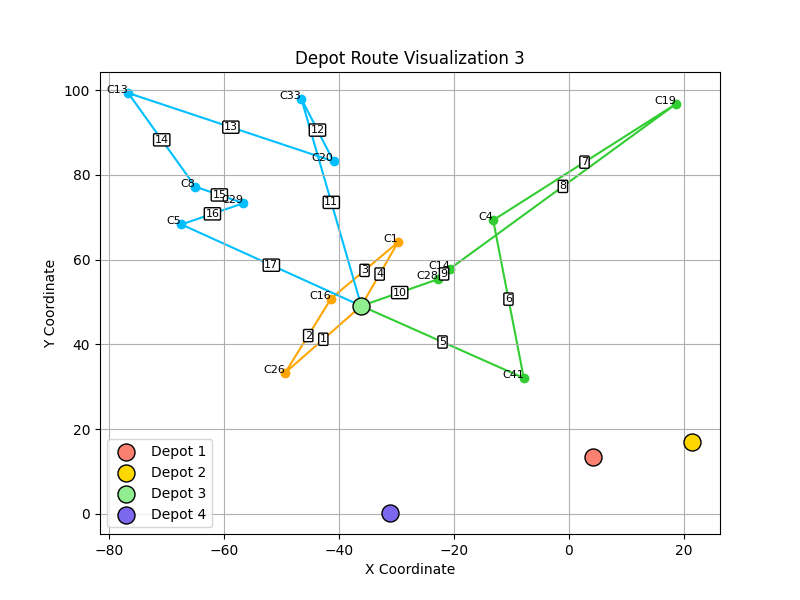 Depot Route Visualization 3
Y Coordinate
100
80
60
40
20
0
−80
−60
−40
−20
0
20
X Coordinate
C13
C33
C20
C8
C29
C5
C19
C4
C1
C14
C28
C16
C26
C41
1
2
3
4
5
6
7
8
9
10
11
12
13
14
15
16
17
Depot 1
Depot 2
Depot 3
Depot 4